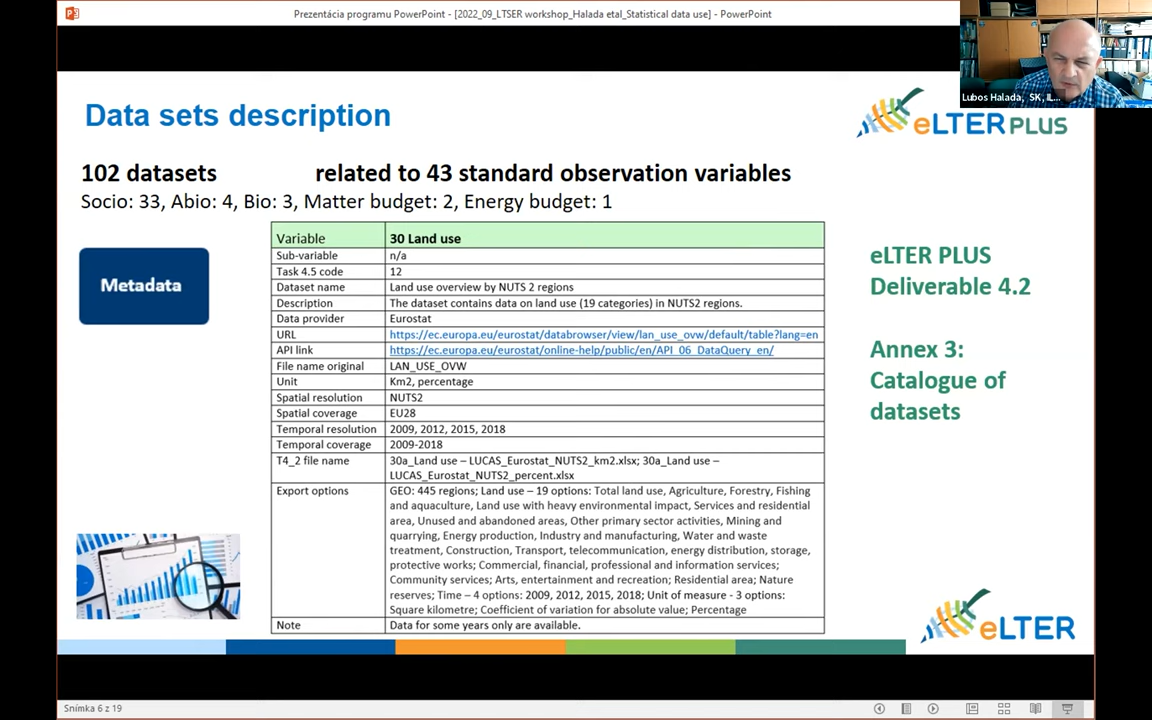 Prezentácia programu PowerPoint - [2022_09_LTSER workshop_Halada etal_Statistical data use] - PowerPoint
Lubos Halada, SK, IL...
Data sets description
eLTER PLUS
102 datasets related to 43 standard observation variables
Socio: 33, Abio: 4, Bio: 3, Matter budget: 2, Energy budget: 1
Metadata
Variable 30 Land use
Sub-variable n/a
Task 4.5 code 12
Dataset name Land use overview by NUTS 2 regions
Description The dataset contains data on land use (19 categories) in NUTS2 regions.
Data provider Eurostat
URL https://ec.europa.eu/eurostat/databrowser/view/lan_use_ovw/default/table?lang=en
API link https://ec.europa.eu/eurostat/online-help/public/en/API_06_DataQuery_en/
File name original LAN_USE_OVW
Unit Km2, percentage
Spatial resolution NUTS2
Spatial coverage EU28
Temporal resolution 2009, 2012, 2015, 2018
Temporal coverage 2009-2018
T4_2 file name 30a_Land use – LUCAS_Eurostat_NUTS2_km2.xlsx; 30a_Land use –
LUCAS_Eurostat_NUTS2_percent.xlsx
Export options GEO: 445 regions; Land use – 19 options: Total land use, Agriculture, Forestry, Fishing
and aquaculture, Land use with heavy environmental impact, Services and residential
area, Unused and abandoned areas, Other primary sector activities, Mining and
quarrying, Energy production, Industry and manufacturing, Water and waste
treatment, Construction, Transport, telecommunication, energy distribution, storage,
protective works; Commercial, financial, professional and information services;
Community services; Arts, entertainment and recreation; Residential area; Nature
reserves; Time – 4 options: 2009, 2012, 2015, 2018; Unit of measure - 3 options:
Square kilometre; Coefficient of variation for absolute value; Percentage
Note Data for some years only are available.
eLTER PLUS
Deliverable 4.2
Annex 3:
Catalogue of
datasets
eLTER
Snímka 6 z 19